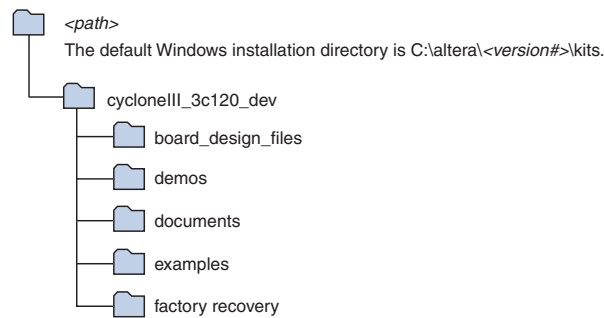 <path>
The default Windows installation directory is C:\altera\<version#>\kits.
cycloneIII_3c120_dev
board_design_files
demos
documents
examples
factory recovery